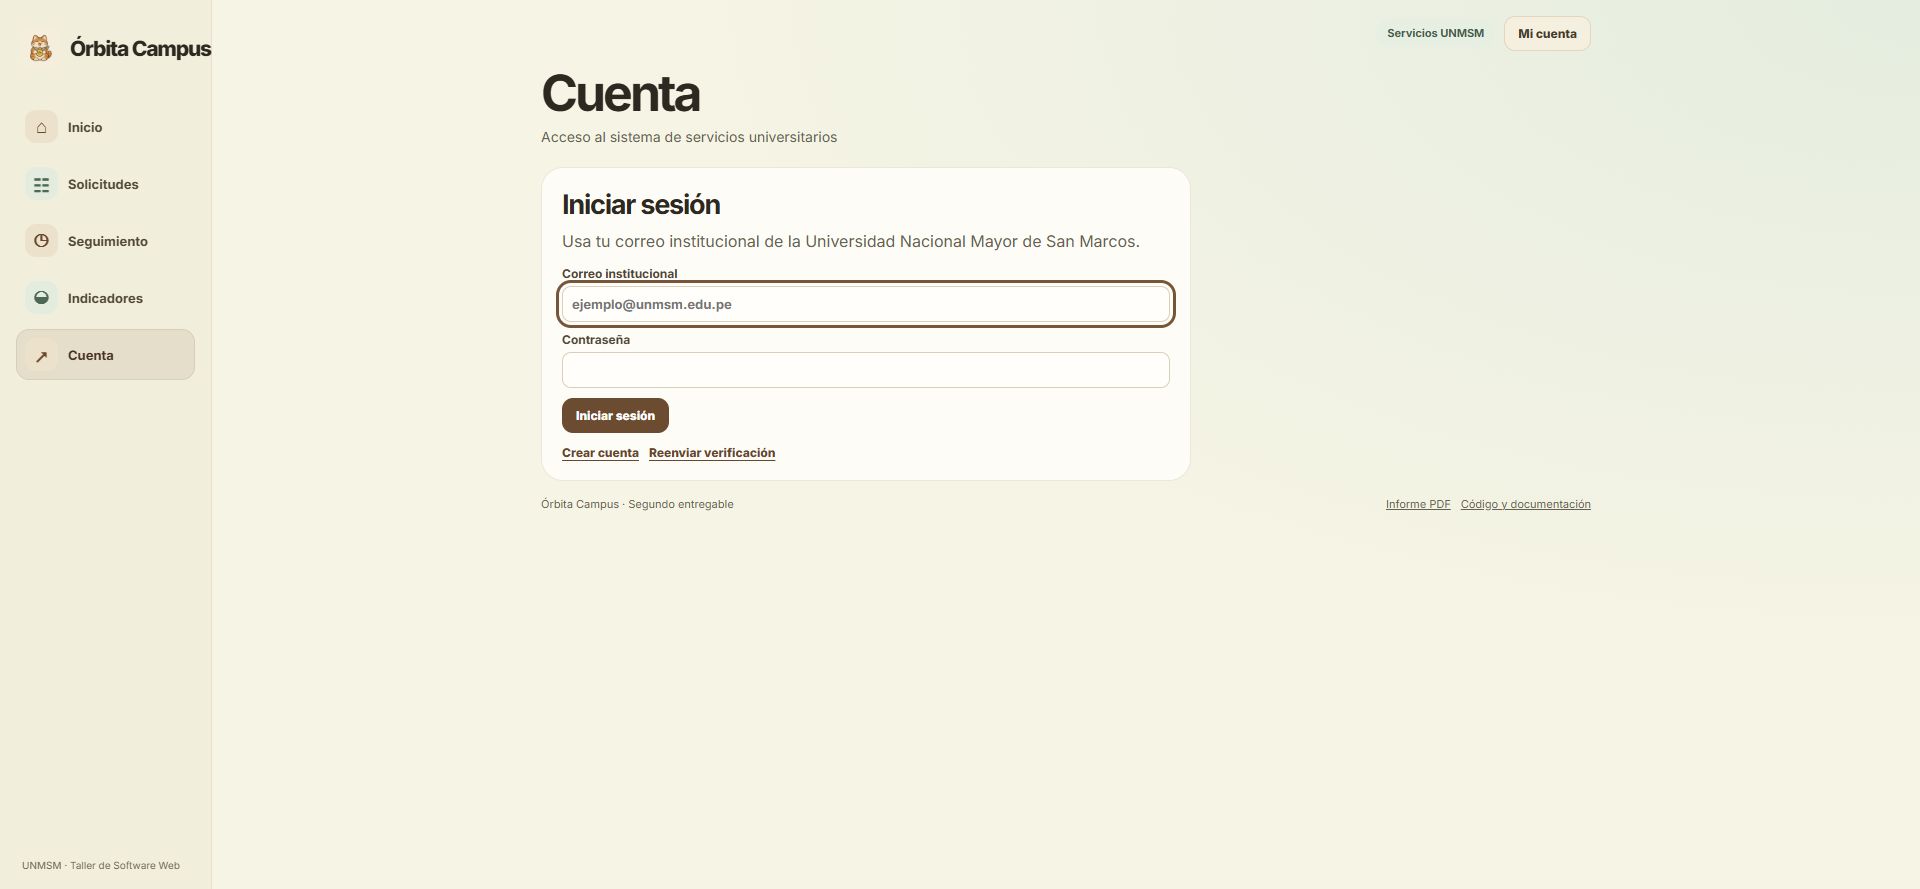 Órbita Campus
Inicio
Solicitudes
Seguimiento
Indicadores
Cuenta
UNMSM · Taller de Software Web
Servicios UNMSM
Mi cuenta
Cuenta
Acceso al sistema de servicios universitarios
Iniciar sesión
Usa tu correo institucional de la Universidad Nacional Mayor de San Marcos.
Correo institucional
ejemplo@unmsm.edu.pe
Contraseña
Iniciar sesión
Crear cuenta Reenviar verificación
Órbita Campus · Segundo entregable
Informe PDF Código y documentación